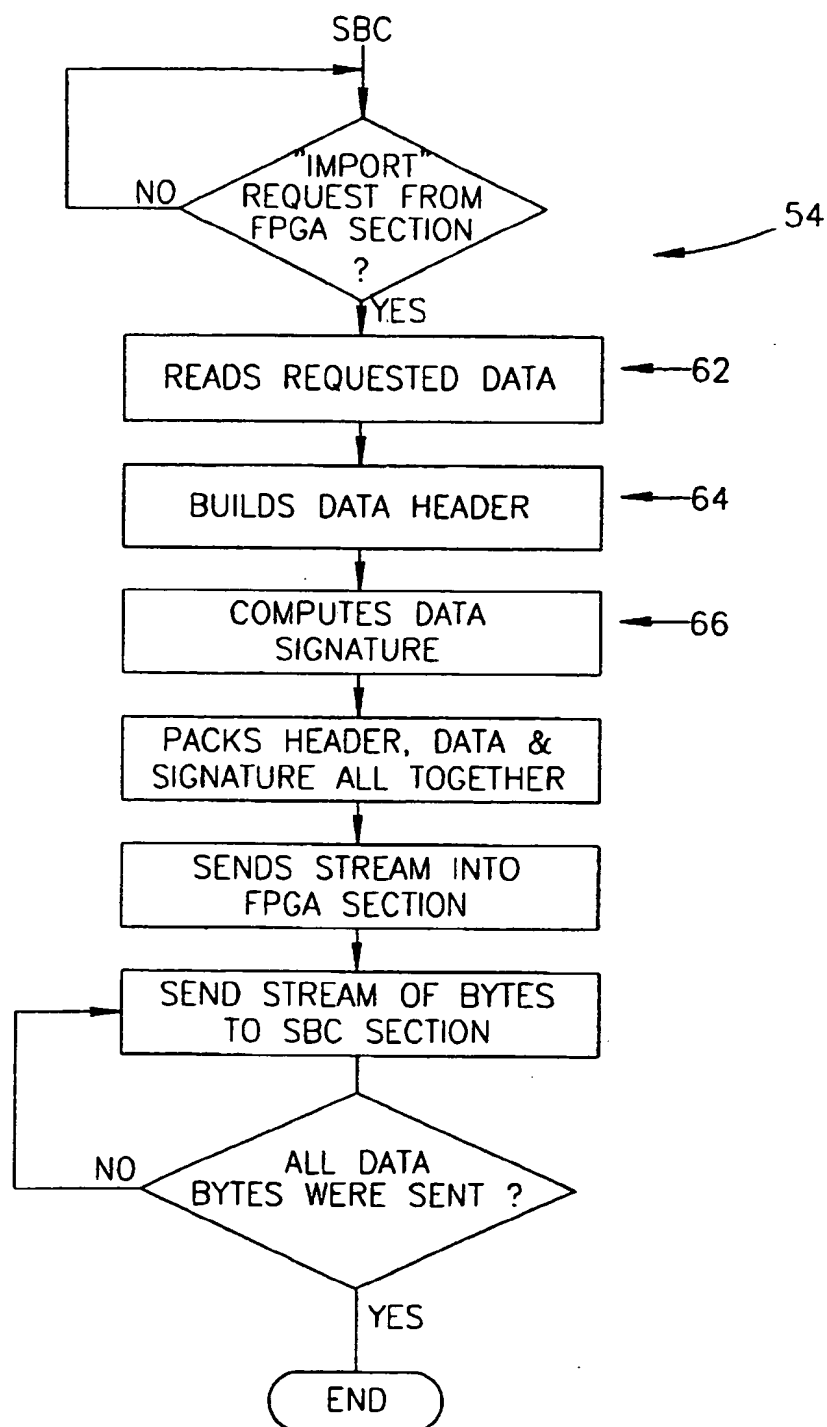 SBC
"IMPORT"
REQUEST FROM
FPGA SECTION
?
NO
54
YES
READS REQUESTED DATA
62
BUILDS DATA HEADER
64
COMPUTES DATA
SIGNATURE
66
PACKS HEADER, DATA &
SIGNATURE ALL TOGETHER
SENDS STREAM INTO
FPGA SECTION
SEND STREAM OF BYTES
TO SBC SECTION
NO
ALL DATA
BYTES WERE SENT ?
YES
END